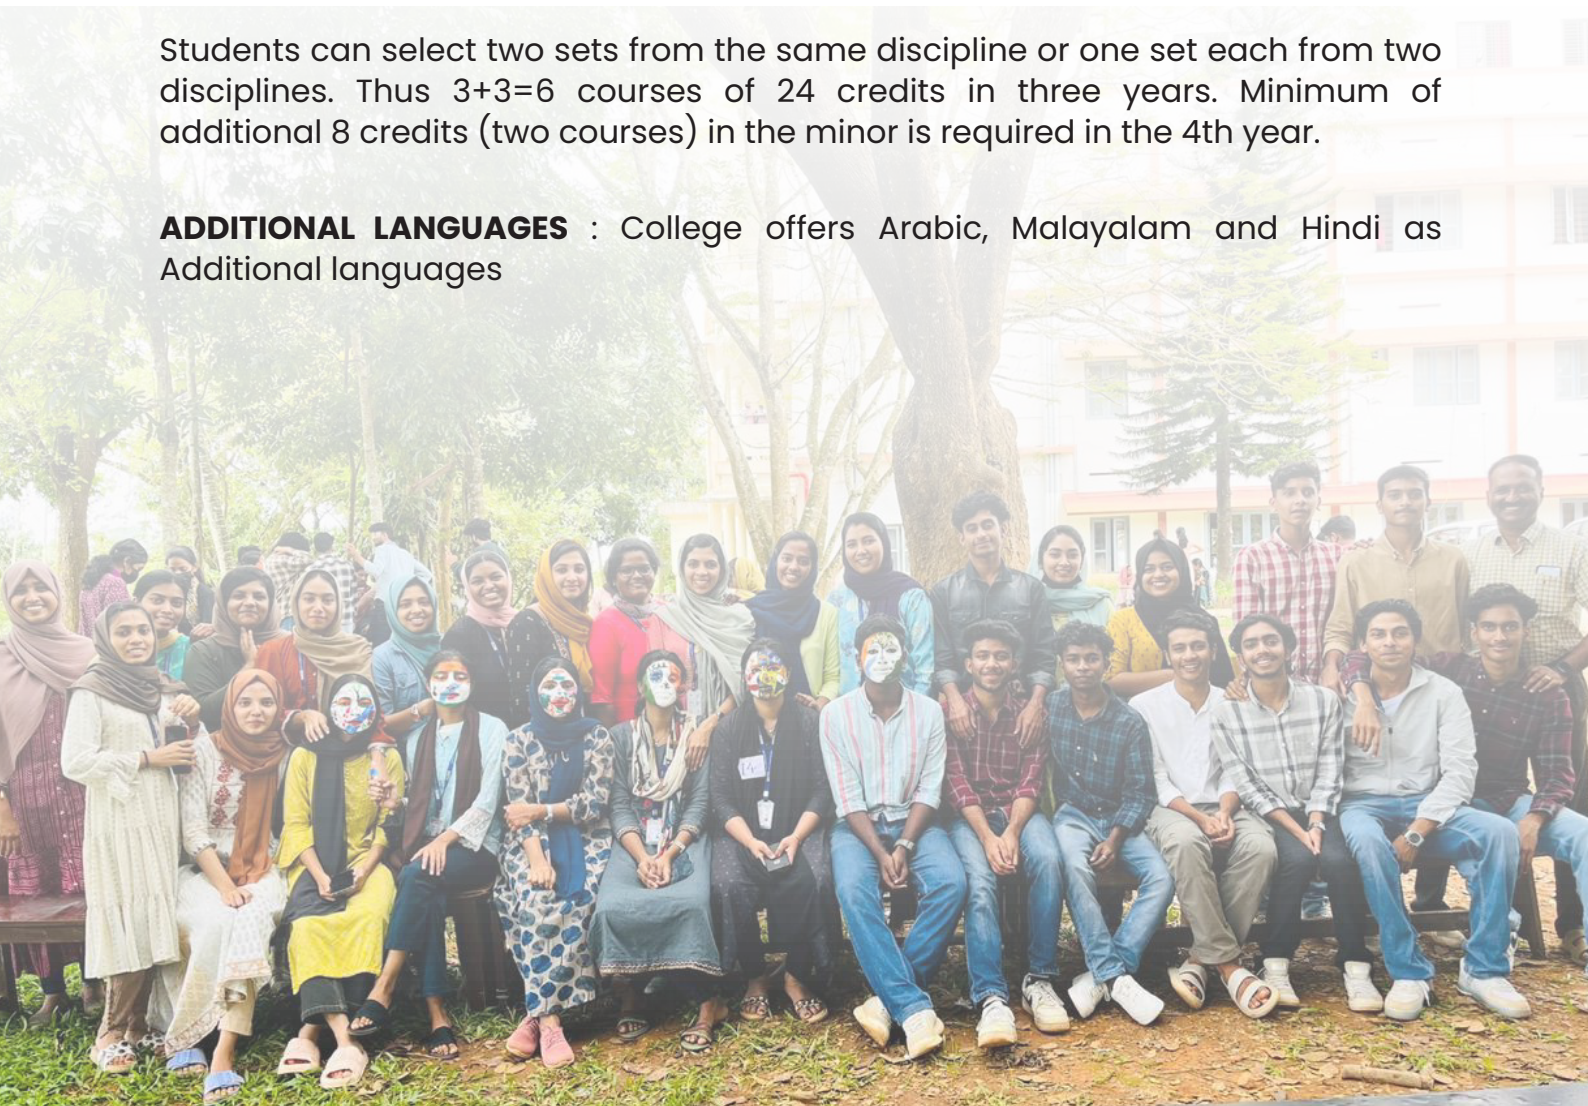 Students can select two sets from the same discipline or one set each from two
disciplines. Thus 3+3=6 courses of 24 credits in three years. Minimum of
additional 8 credits (two courses) in the minor is required in the 4th year.
ADDITIONAL LANGUAGES : College offers Arabic, Malayalam and Hindi as
Additional languages